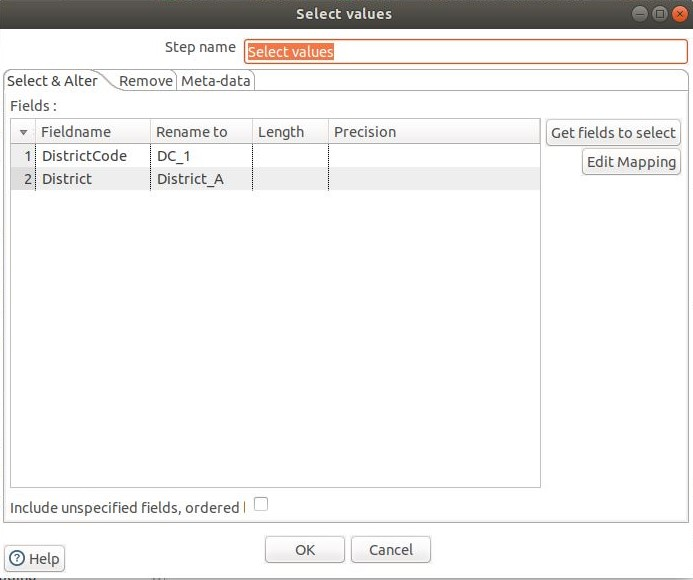 Select values
Step name Select values
Select & Alter Remove Meta-data
Fields :
Fieldname Rename to Length Precision
1 DistrictCode DC_1
2 District District_A
Get fields to select
Edit Mapping
Include unspecified fields, ordered
OK Cancel
Help